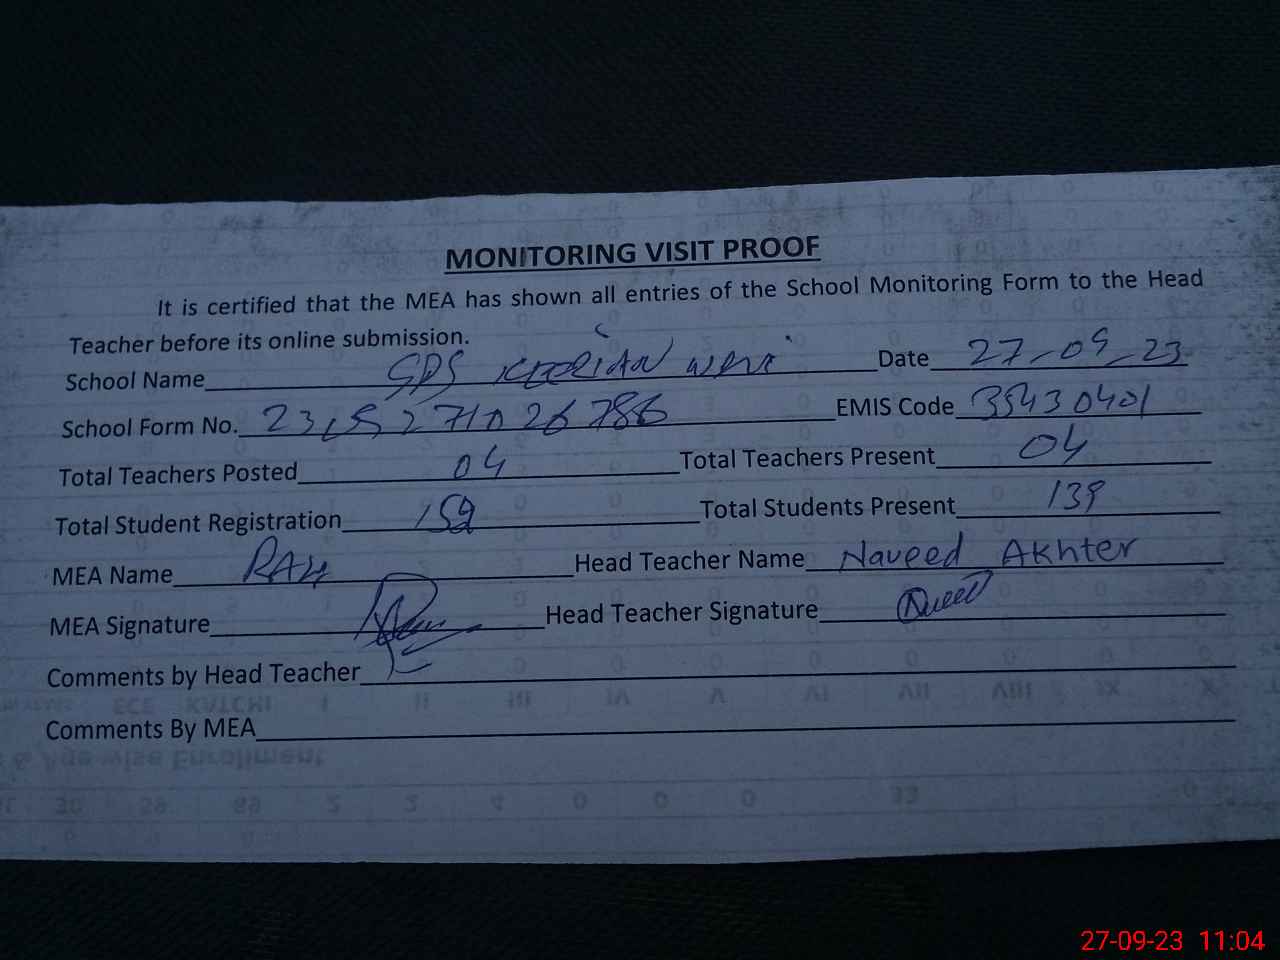 MONITORING VISIT PROOF
It is certified that the MEA has shown all entries of the School Monitoring Form to the Head
Teacher before its online submission.
School Name GPS Date 27-09-23
School Form No. EMIS Code 35430401
Total Teachers Posted 04 Total Teachers Present 04
Total Student Registration 159 Total Students Present 139
MEA Name Head Teacher Name Naveed Akhter
MEA Signature Head Teacher Signature
Comments by Head Teacher
Comments By MEA
27-09-23 11:04